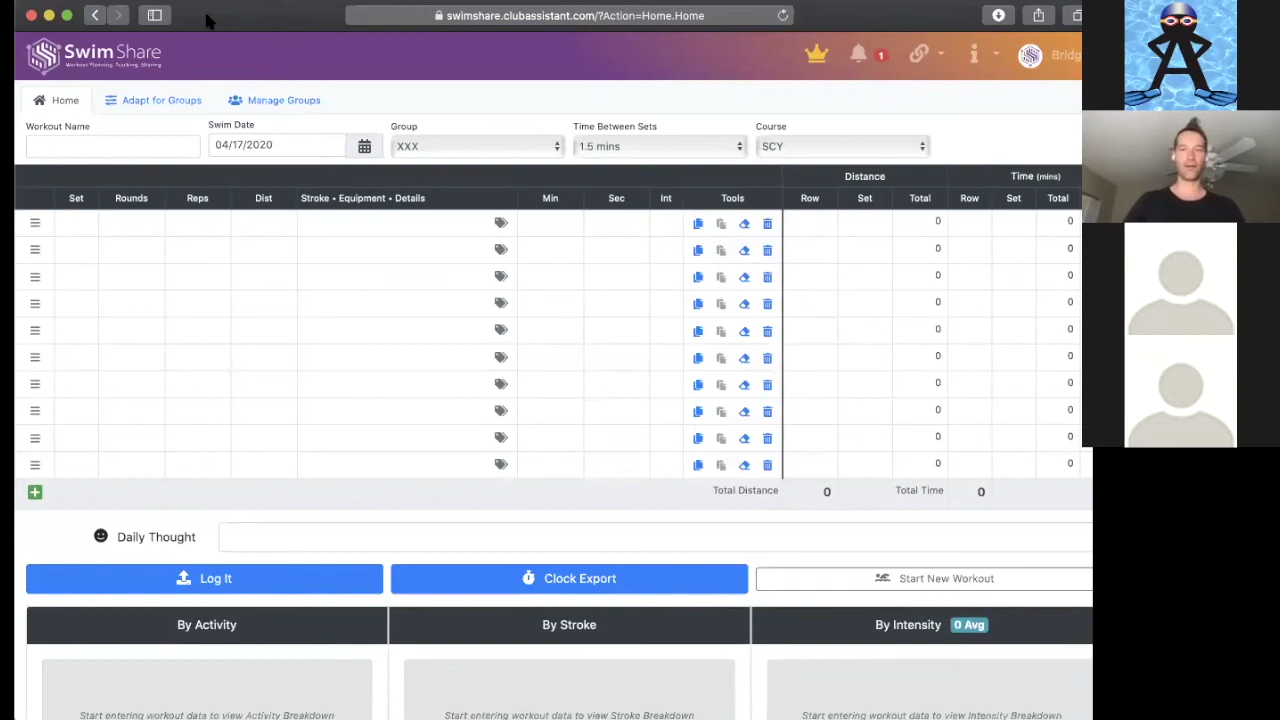 swimshare.clubassistant.com/?Action=Home.Home
SwimShare
Workout Planning. Tracking. Sharing.
1
Bridg
Home Adapt for Groups Manage Groups
Workout Name Swim Date Group Time Between Sets Course
04/17/2020 XXX 1.5 mins SCY
Distance Time (mins)
Set Rounds Reps Dist Stroke • Equipment • Details Min Sec Int Tools Row Set Total Row Set Total
0 0
0 0
0 0
0 0
0 0
0 0
0 0
0 0
0 0
0 0
Total Distance 0 Total Time 0
Daily Thought
Log It Clock Export Start New Workout
By Activity By Stroke By Intensity 0 Avg
Start entering workout data to view Activity Breakdown Start entering workout data to view Stroke Breakdown Start entering workout data to view Intensity Breakdown